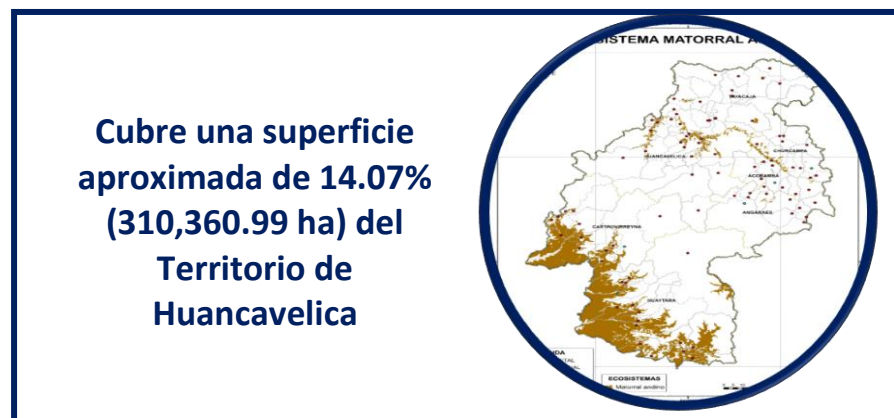 Cubre una superficie
aproximada de 14.07%
(310,360.99 ha) del
Territorio de
Huancavelica
SISTEMA MATORRAL A
CHURCAMPA
HUANCAVELICA
ACOBAMBA
ANGARAES
CASTROVIRREYNA
HUAYTARA
ECOSISTEMAS
Matorral andino